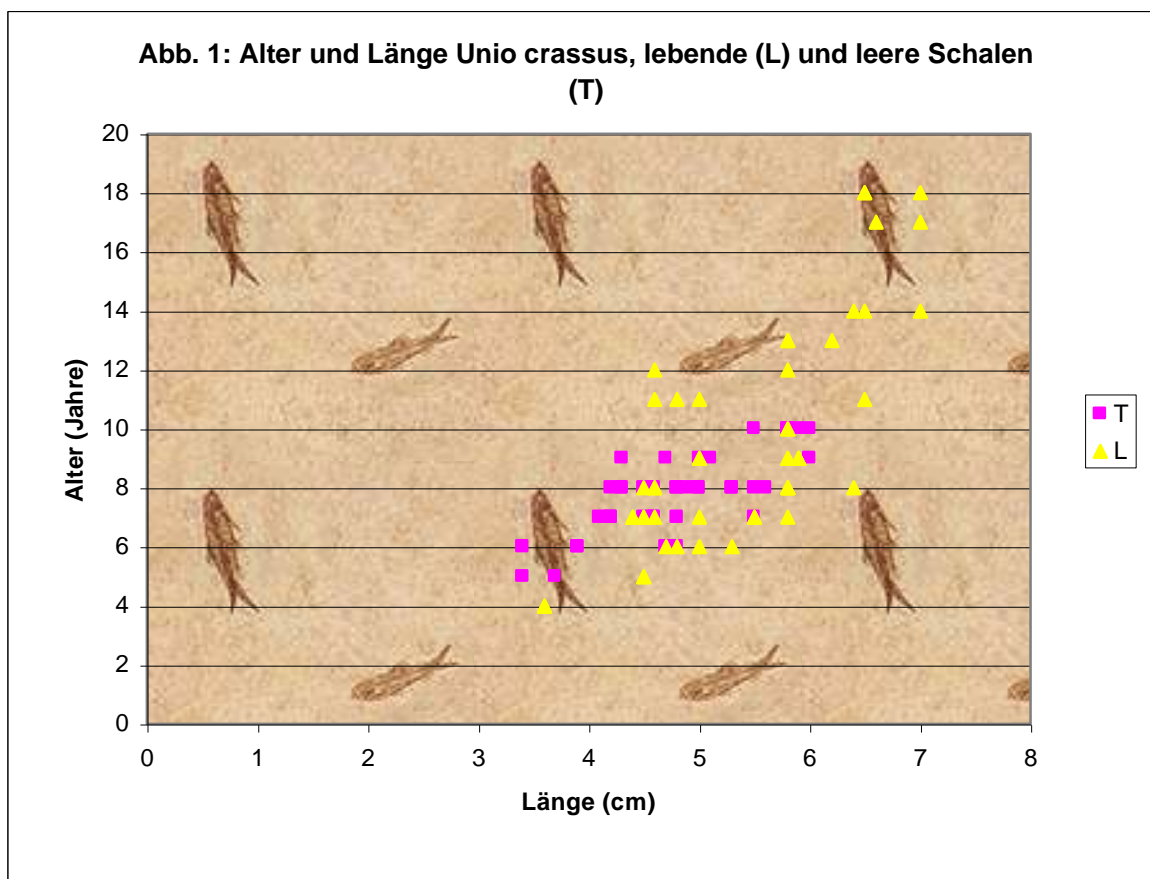 Abb. 1: Alter und Länge Unio crassus, lebende (L) und leere Schalen
(T)
20
18
16
14
12
10
8
6
4
2
0
Alter (Jahre)
0 1 2 3 4 5 6 7 8
Länge (cm)
T
L